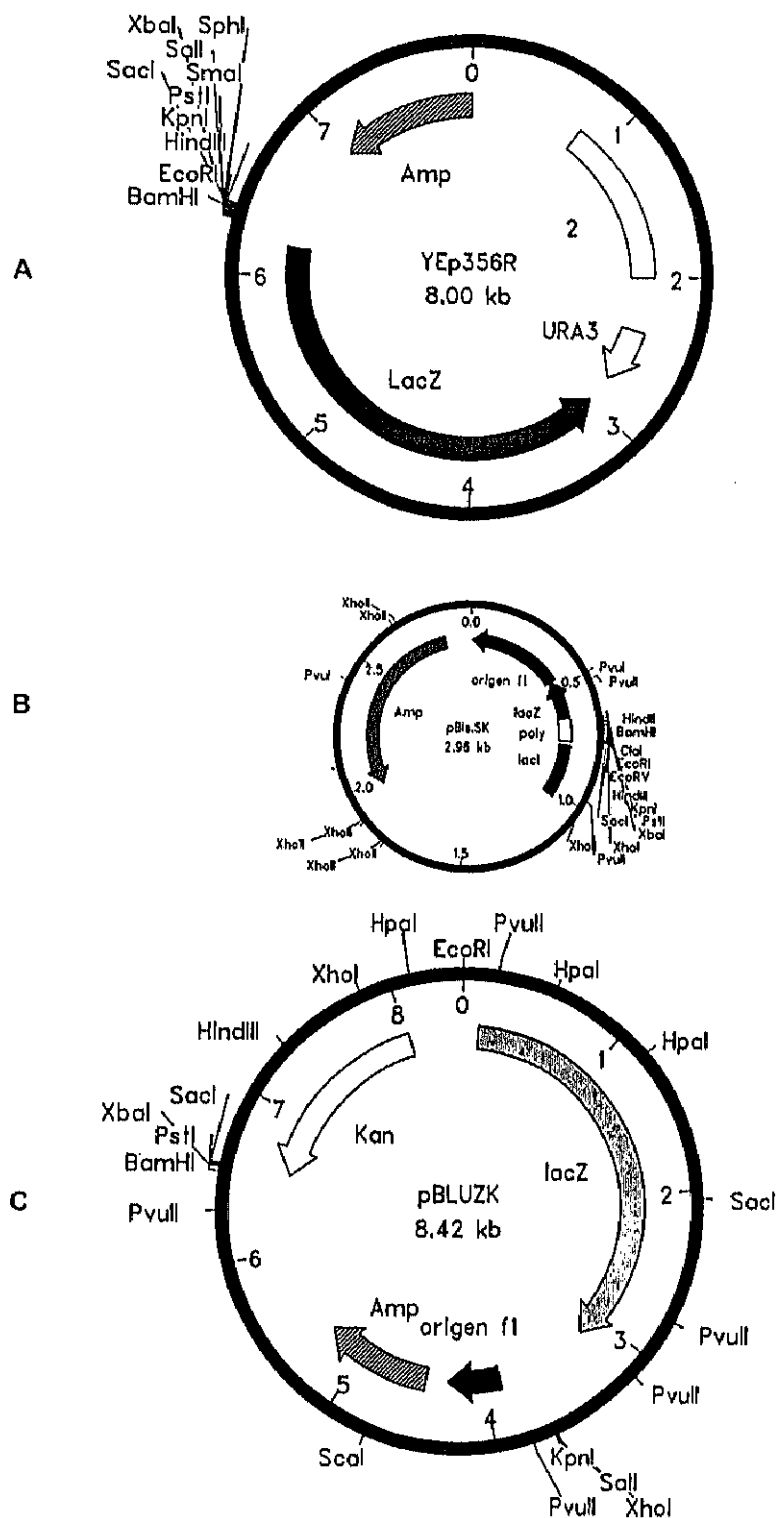 A
XbaI SphI
SalI
SacI SmaI
PstI
KpnI
HindIII
EcoRI
BamHI
0
1
2
3
4
5
6
7
Amp
2
YEp356R
8.00 kb
URA3
LacZ
B
XhoII
XhoII
PvuI
0.0
0.5
1.0
1.5
2.0
2.5
origen f1
Amp
lacZ
poly
lacI
pBls.SK
2.96 kb
PvuI
PvuII
HindII
BamHI
ClaI
EcoRI
EcoRV
HindIII
KpnI
SacI PstI
XbaI
XhoII XhoI
PvuII
XhoII
XhoII
C
HpaI EcoRI PvuII
XhoI HpaI
HindIII HpaI
SacI
XbaI
PstI
BamHI
PvuII
0
1
2
3
4
5
6
7
8
Kan
lacZ
pBLUZK
8.42 kb
Amp origen f1
SacI
PvuII
PvuII
ScaI
KpnI
SalI
PvuII XhoI